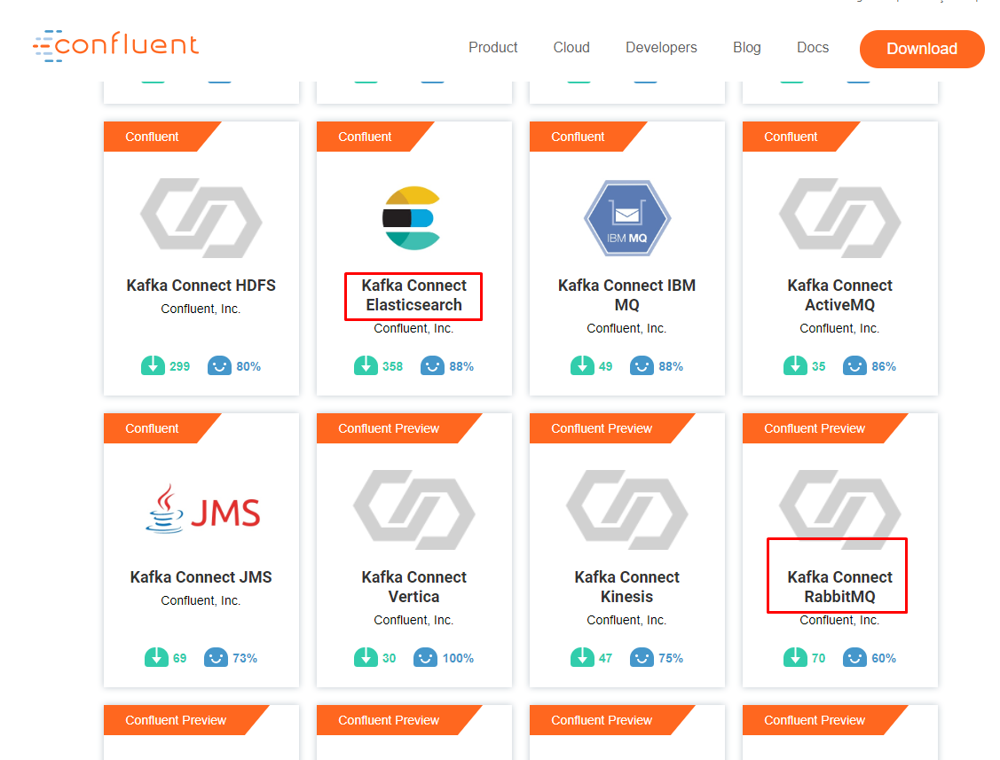 confluent
Product Cloud Developers Blog Docs Download
Confluent Confluent Confluent Confluent
IBM MQ
Kafka Connect HDFS
Confluent, Inc.
299 80%
Kafka Connect
Elasticsearch
Confluent, Inc.
358 88%
Kafka Connect IBM
MQ
Confluent, Inc.
49 88%
Kafka Connect
ActiveMQ
Confluent, Inc.
35 86%
Confluent Confluent Preview Confluent Preview Confluent Preview
JMS
Kafka Connect JMS
Confluent, Inc.
69 73%
Kafka Connect
Vertica
Confluent, Inc.
30 100%
Kafka Connect
Kinesis
Confluent, Inc.
47 75%
Kafka Connect
RabbitMQ
Confluent, Inc.
70 60%
Confluent Preview Confluent Preview Confluent Preview Confluent Preview